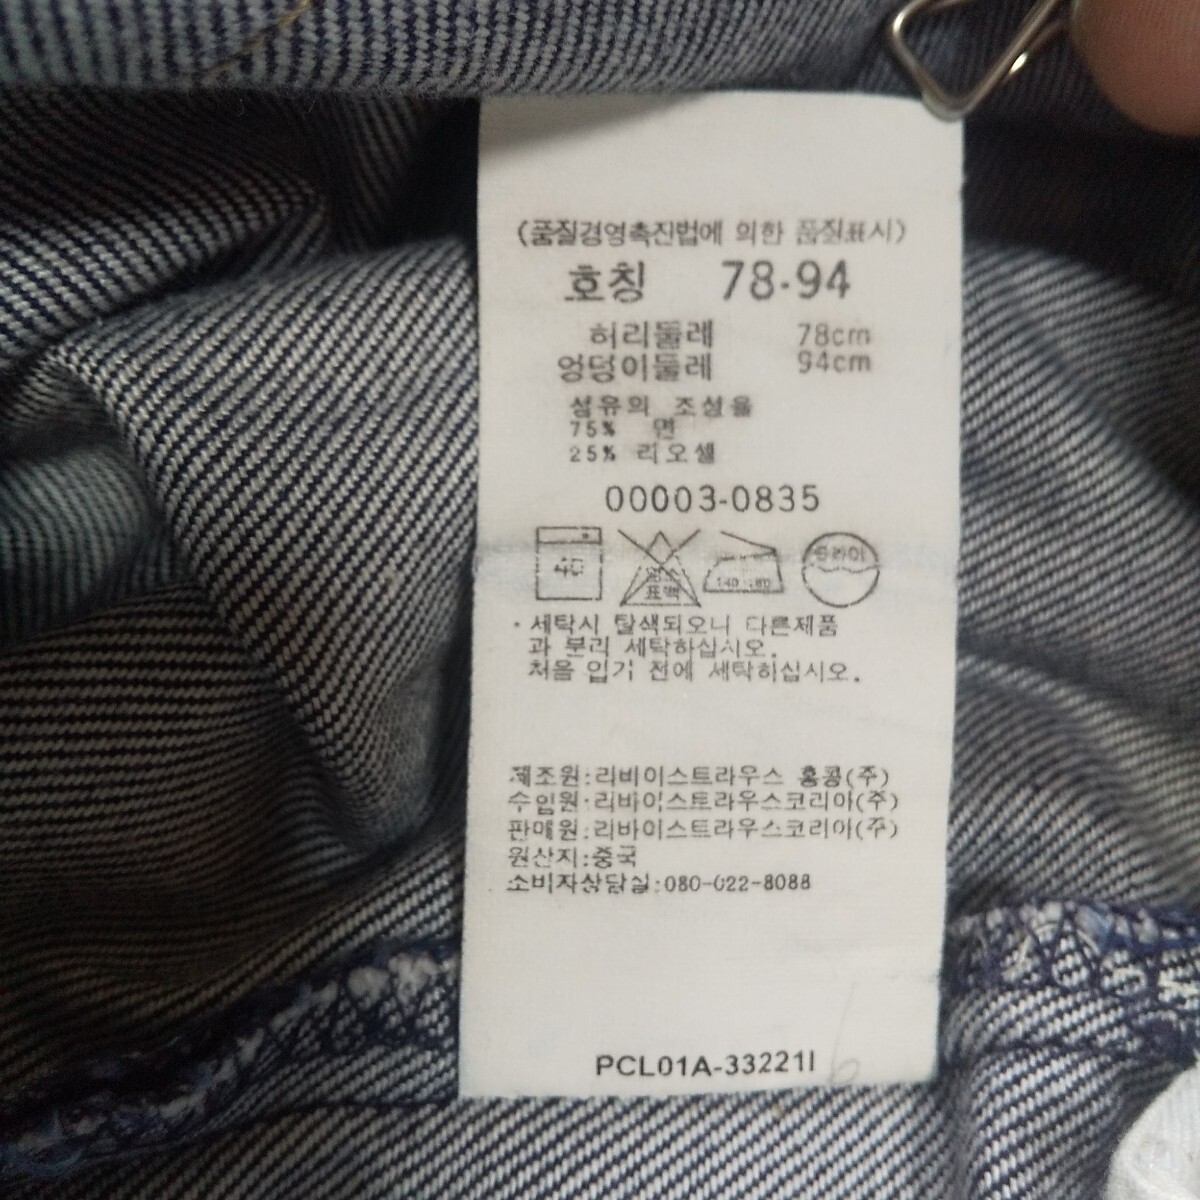 (품질경영촉진법에 의한 품질표시)
호칭 78-94
허리둘레 78cm
엉덩이둘레 94cm
섬유의 조성율
75% 면
25% 리오셀
00003-0835
염소 표백
140-160
드라이
· 세탁시 탈색되오니 다른제품
과 분리 세탁하십시오.
처음 입기 전에 세탁하십시오.
제조원:리바이스트라우스 홍콩(주)
수입원:리바이스트라우스코리아(주)
판매원:리바이스트라우스코리아(주)
원산지:중국
소비자상담실:080-022-8088
PCL01A-33221I